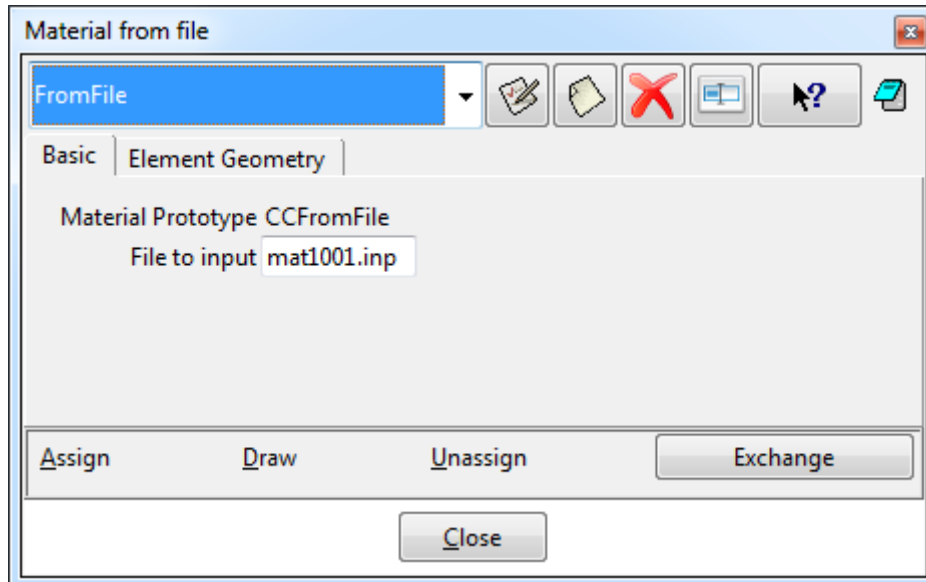 Material from file
FromFile
?
Basic Element Geometry
Material Prototype CCFromFile
File to input mat1001.inp
Assign Draw Unassign Exchange
Close